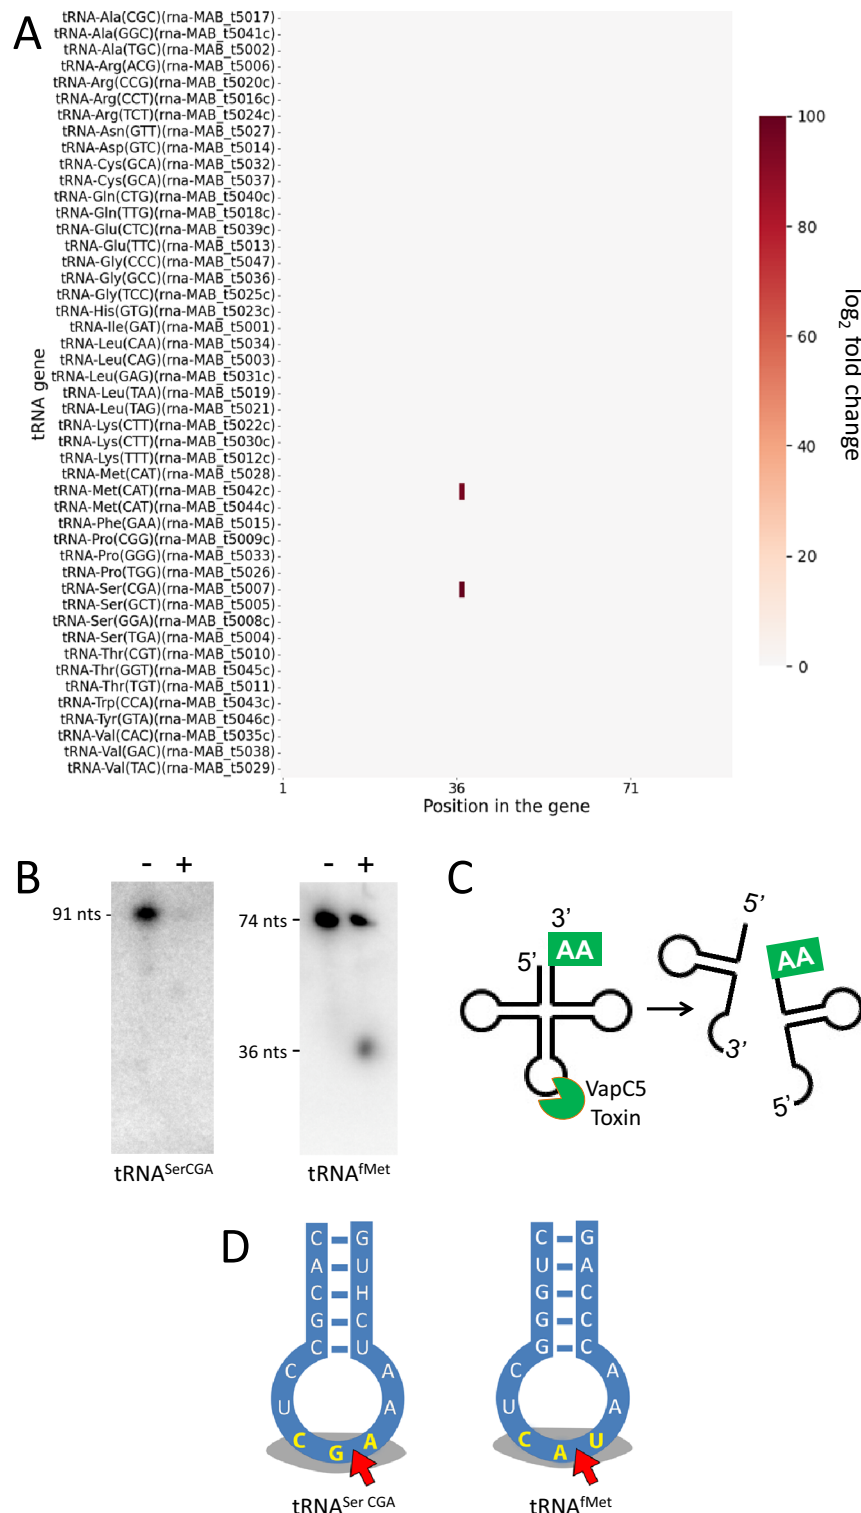 A
tRNA gene
tRNA-Ala(CGC)(rna-MAB_t5017)
tRNA-Ala(GGC)(rna-MAB_t5041c)
tRNA-Ala(TGC)(rna-MAB_t5002)
tRNA-Arg(ACG)(rna-MAB_t5006)
tRNA-Arg(CCG)(rna-MAB_t5020c)
tRNA-Arg(CCT)(rna-MAB_t5016c)
tRNA-Arg(TCT)(rna-MAB_t5024c)
tRNA-Asn(GTT)(rna-MAB_t5027)
tRNA-Asp(GTC)(rna-MAB_t5014)
tRNA-Cys(GCA)(rna-MAB_t5032)
tRNA-Cys(GCA)(rna-MAB_t5037)
tRNA-Gln(CTG)(rna-MAB_t5040c)
tRNA-Gln(TTG)(rna-MAB_t5018c)
tRNA-Glu(CTC)(rna-MAB_t5039c)
tRNA-Glu(TTC)(rna-MAB_t5013)
tRNA-Gly(CCC)(rna-MAB_t5047)
tRNA-Gly(GCC)(rna-MAB_t5036)
tRNA-Gly(TCC)(rna-MAB_t5025c)
tRNA-His(GTG)(rna-MAB_t5023c)
tRNA-Ile(GAT)(rna-MAB_t5001)
tRNA-Leu(CAA)(rna-MAB_t5034)
tRNA-Leu(CAG)(rna-MAB_t5003)
tRNA-Leu(GAG)(rna-MAB_t5031c)
tRNA-Leu(TAA)(rna-MAB_t5019)
tRNA-Leu(TAG)(rna-MAB_t5021)
tRNA-Lys(CTT)(rna-MAB_t5022c)
tRNA-Lys(CTT)(rna-MAB_t5030c)
tRNA-Lys(TTT)(rna-MAB_t5012c)
tRNA-Met(CAT)(rna-MAB_t5028)
tRNA-Met(CAT)(rna-MAB_t5042c)
tRNA-Met(CAT)(rna-MAB_t5044c)
tRNA-Phe(GAA)(rna-MAB_t5015)
tRNA-Pro(CGG)(rna-MAB_t5009c)
tRNA-Pro(GGG)(rna-MAB_t5033)
tRNA-Pro(TGG)(rna-MAB_t5026)
tRNA-Ser(CGA)(rna-MAB_t5007)
tRNA-Ser(GCT)(rna-MAB_t5005)
tRNA-Ser(GGA)(rna-MAB_t5008c)
tRNA-Ser(TGA)(rna-MAB_t5004)
tRNA-Thr(CGT)(rna-MAB_t5010)
tRNA-Thr(GGT)(rna-MAB_t5045c)
tRNA-Thr(TGT)(rna-MAB_t5011)
tRNA-Trp(CCA)(rna-MAB_t5043c)
tRNA-Tyr(GTA)(rna-MAB_t5046c)
tRNA-Val(CAC)(rna-MAB_t5035c)
tRNA-Val(GAC)(rna-MAB_t5038)
tRNA-Val(TAC)(rna-MAB_t5029)
1 36 71
Position in the gene
100
80
60
40
20
0
log2 fold change
B
- +
91 nts
tRNASerCGA
- +
74 nts
36 nts
tRNAfMet
C
3’
5’ AA
VapC5
Toxin
5’
3’
AA
5’
D
C G
A U
C H
G C
C U
C A
U A
C G A
tRNASer CGA
C G
U A
G C
G C
G C
C A
U A
C A U
tRNAfMet